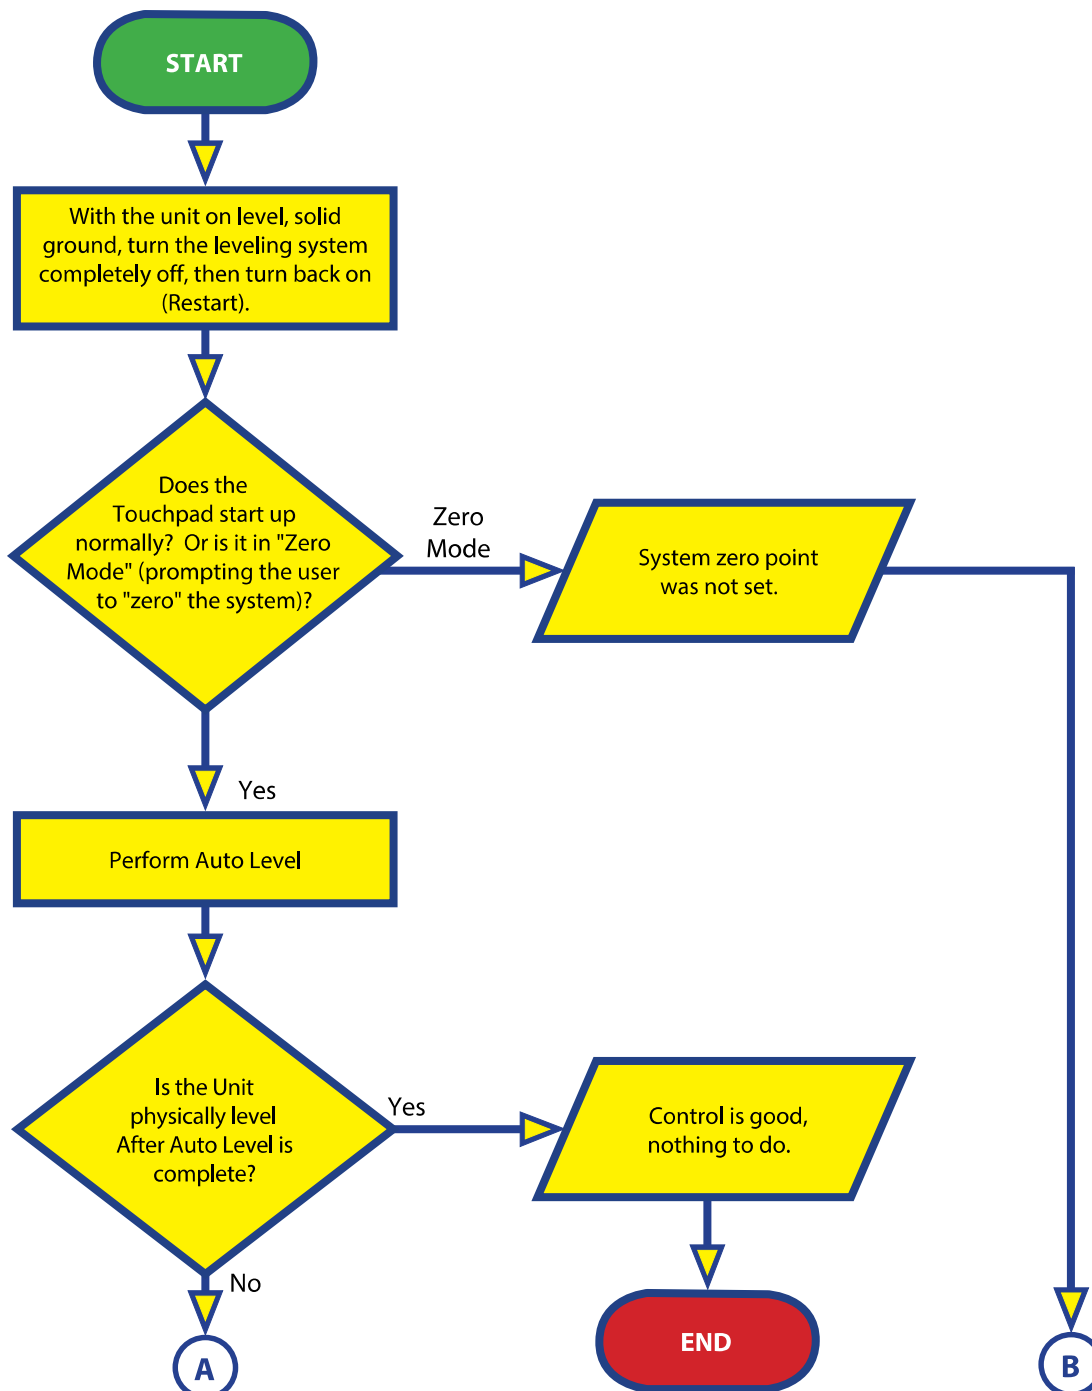 START
With the unit on level, solid
ground, turn the leveling system
completely off, then turn back on
(Restart).
Does the
Touchpad start up
normally?  Or is it in "Zero
Mode" (prompting the user
to "zero" the system)?
Zero
Mode
System zero point
was not set.
Yes
Perform Auto Level
Is the Unit
physically level
After Auto Level is
complete?
Yes
Control is good,
nothing to do.
No
END
A
B